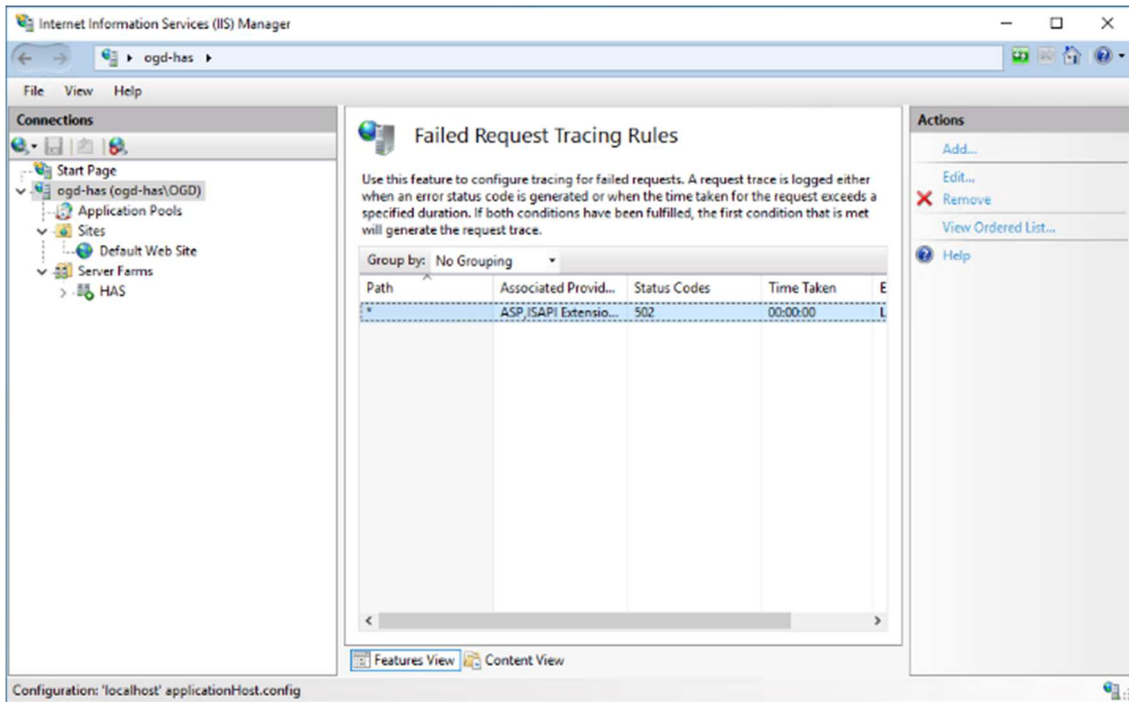 Internet Information Services (IIS) Manager
ogd-has
File View Help
Connections
Start Page
ogd-has (ogd-has\OGD)
Application Pools
Sites
Default Web Site
Server Farms
HAS
Failed Request Tracing Rules
Use this feature to configure tracing for failed requests. A request trace is logged either
when an error status code is generated or when the time taken for the request exceeds a
specified duration. If both conditions have been fulfilled, the first condition that is met
will generate the request trace.
Group by: No Grouping
Path Associated Provid... Status Codes Time Taken E
* ASP,ISAPI Extensio... 502 00:00:00 L
Features View Content View
Actions
Add...
Edit...
Remove
View Ordered List...
Help
Configuration: 'localhost' applicationHost.config